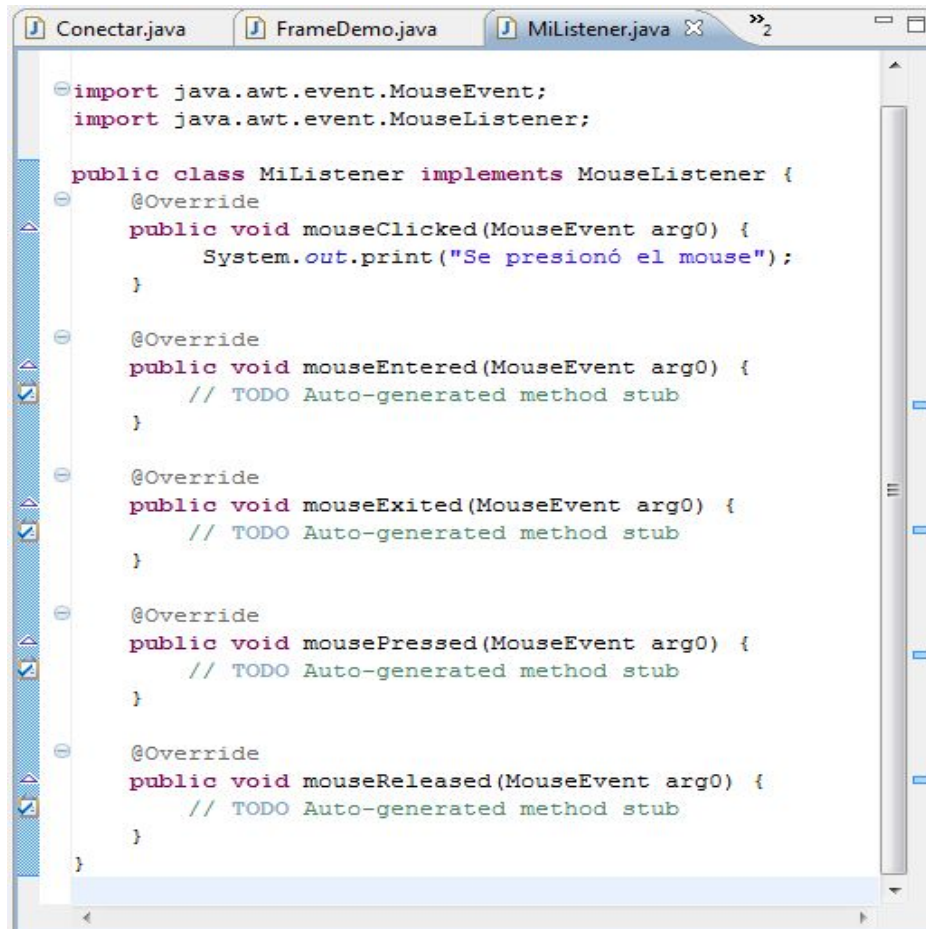 Conectar.java
FrameDemo.java
MiListener.java
»2
import java.awt.event.MouseEvent;
import java.awt.event.MouseListener;
public class MiListener implements MouseListener {
@Override
public void mouseClicked(MouseEvent arg0) {
System.out.print("Se presionó el mouse");
}
@Override
public void mouseEntered(MouseEvent arg0) {
// TODO Auto-generated method stub
}
@Override
public void mouseExited(MouseEvent arg0) {
// TODO Auto-generated method stub
}
@Override
public void mousePressed(MouseEvent arg0) {
// TODO Auto-generated method stub
}
@Override
public void mouseReleased(MouseEvent arg0) {
// TODO Auto-generated method stub
}
}